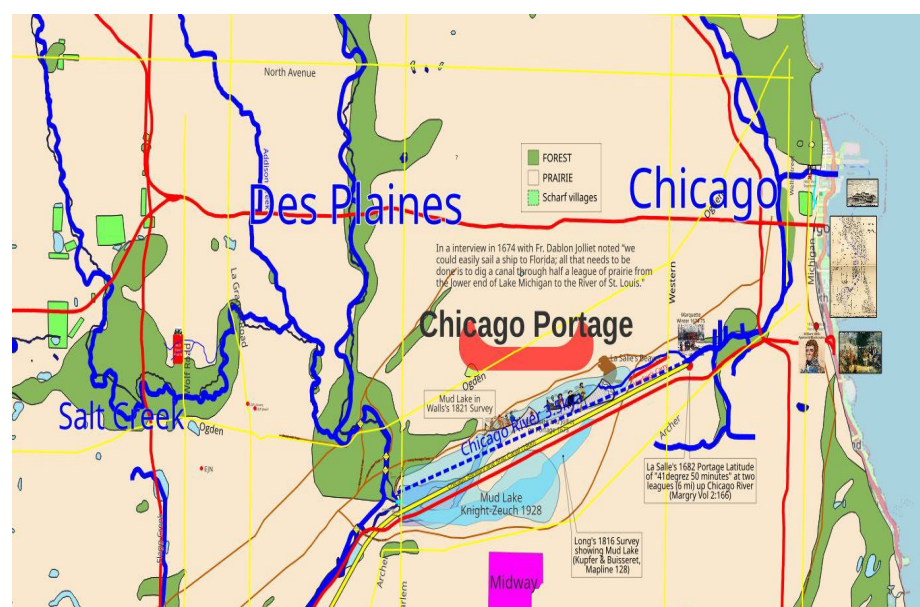 North Avenue
Addison
Des Plaines
FOREST
PRAIRIE
Scharf villages
Chicago
Ogden
In a interview in 1674 with Fr. Dablon Jolliet noted "we
could easily sail a ship to Florida; all that needs to be
done is to dig a canal through half a league of prairie from
the lower end of Lake Michigan to the River of St. Louis."
Western
Michigan
Chicago Portage
Marquette
Winter
La Salle's
Wolf Road
Road
Ogden
Mud Lake in
Walls's 1821 Survey
Salt Creek
Ogden
Chicago River
Archer
EJN
Mud Lake
Knight-Zeuch 1928
La Salle's 1682 Portage Latitude
of "41degrez 50 minutes" at two
leagues (6 mi) up Chicago River
(Margry Vol 2:166)
Long's 1816 Survey
showing Mud Lake
(Kupfer & Buisseret,
Mapline 128)
Midway
Archer